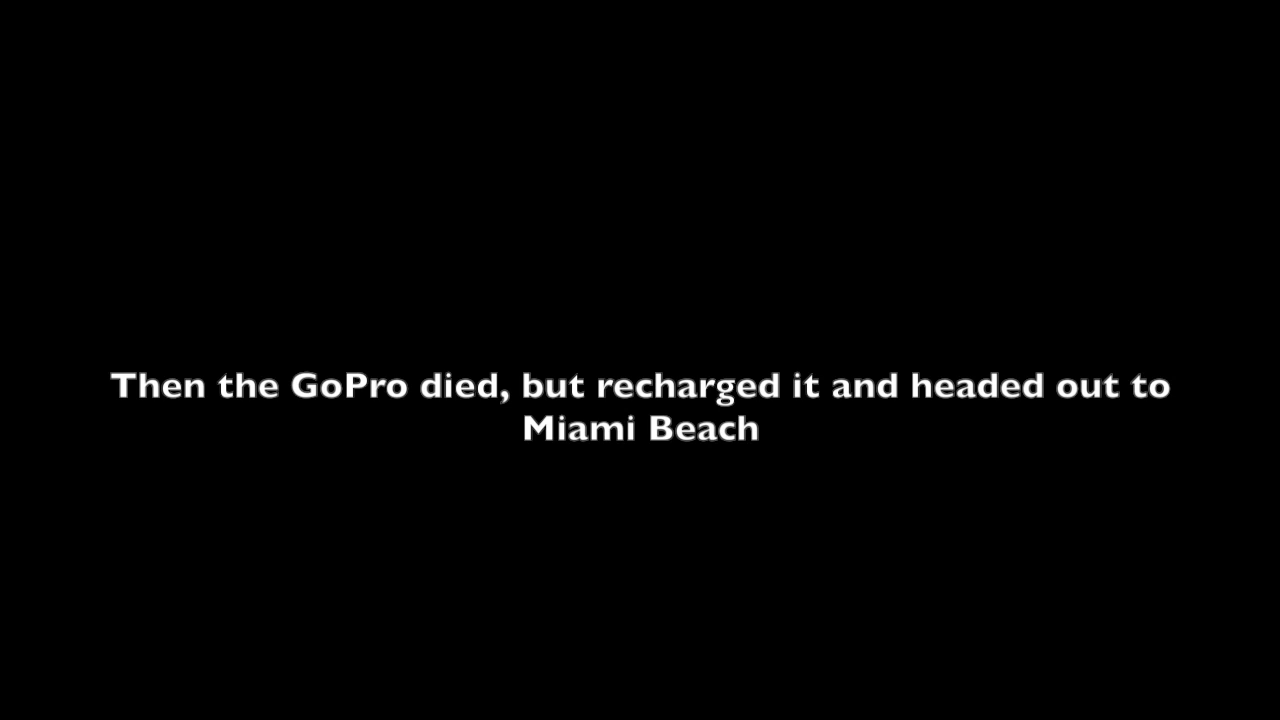 Then the GoPro died, but recharged it and headed out to
Miami Beach